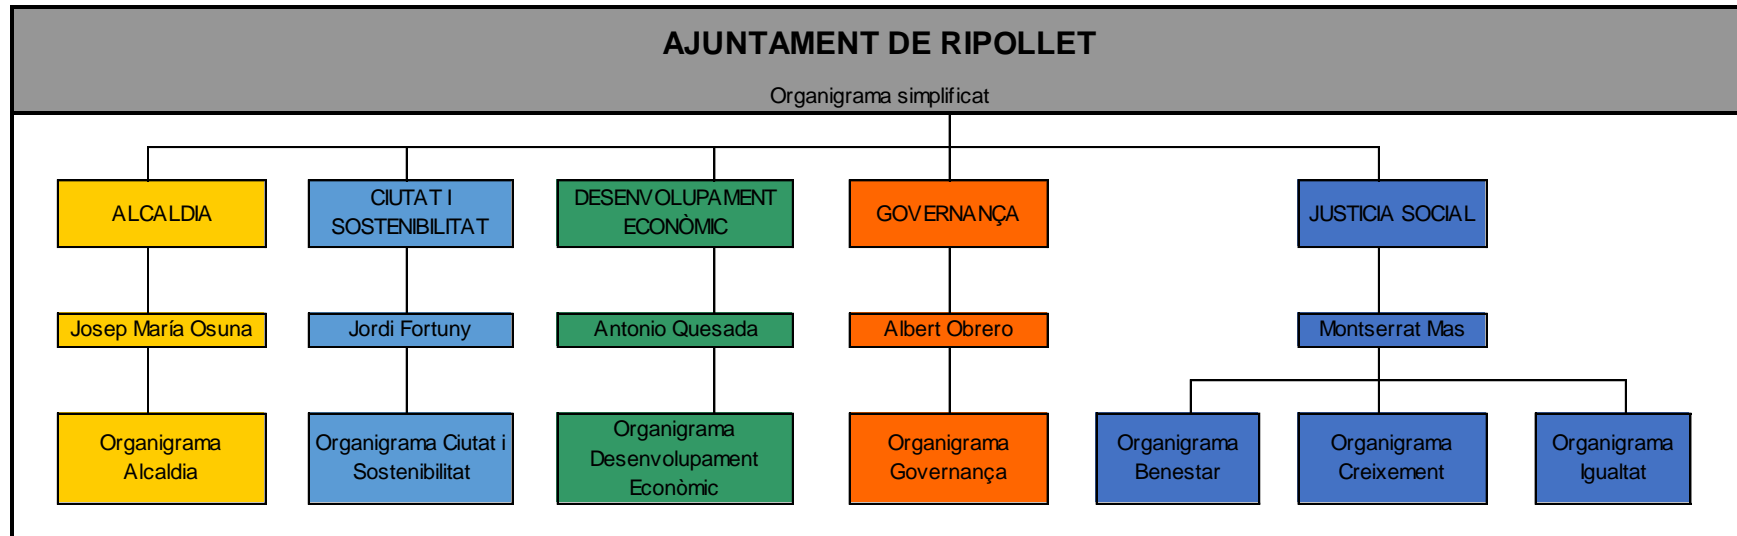 AJUNTAMENT DE RIPOLLET
Organigrama simplificat
ALCALDIA
CIUTAT I
SOSTENIBILITAT
DESENVOLUPAMENT
ECONÒMIC
GOVERNANÇA
JUSTICIA SOCIAL
Josep María Osuna
Jordi Fortuny
Antonio Quesada
Albert Obrero
Montserrat Mas
Organigrama
Alcaldia
Organigrama Ciutat i
Sostenibilitat
Organigrama
Desenvolupament
Econòmic
Organigrama
Governança
Organigrama
Benestar
Organigrama
Creixement
Organigrama
Igualtat